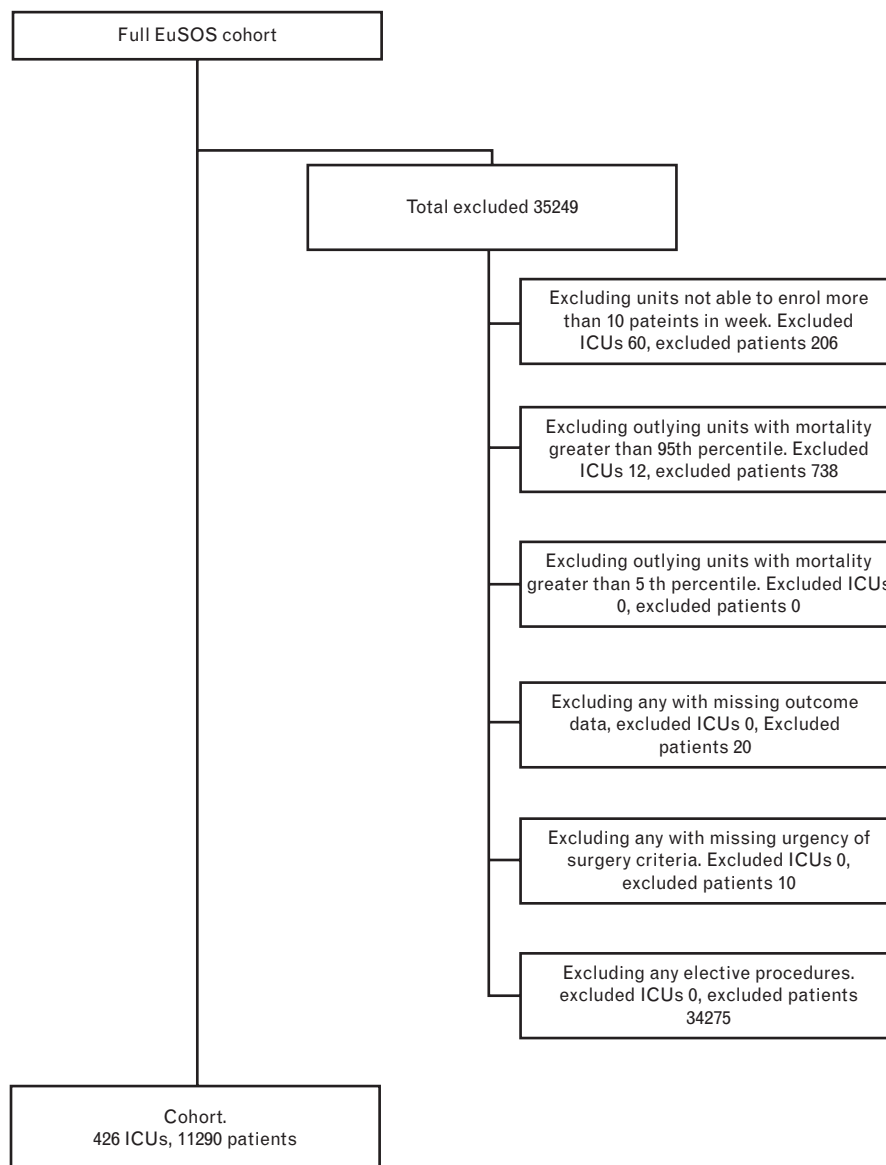 Full EuSOS cohort
Total excluded 35249
Excluding units not able to enrol more
than 10 pateints in week. Excluded
ICUs 60, excluded patients 206
Excluding outlying units with mortality
greater than 95th percentile. Excluded
ICUs 12, excluded patients 738
Excluding outlying units with mortality
greater than 5 th percentile. Excluded ICUs
0, excluded patients 0
Excluding any with missing outcome
data, excluded ICUs 0, Excluded
patients 20
Excluding any with missing urgency of
surgery criteria. Excluded ICUs 0,
excluded patients 10
Excluding any elective procedures.
excluded ICUs 0, excluded patients
34275
Cohort.
426 ICUs, 11290 patients